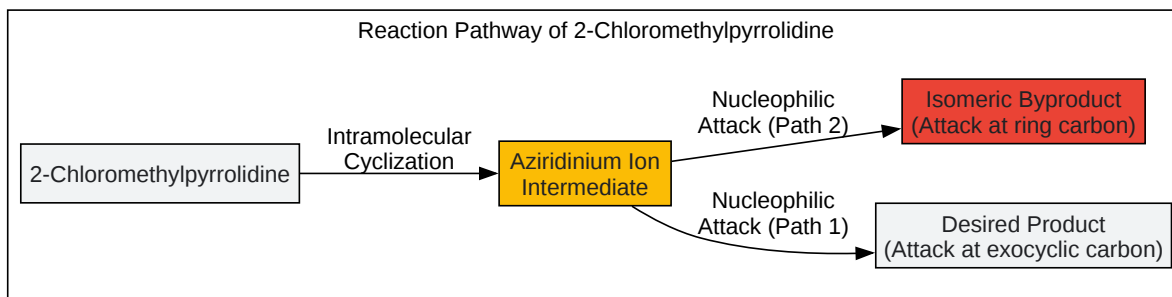 Reaction Pathway of 2-Chloromethylpyrrolidine
2-Chloromethylpyrrolidine
Intramolecular
Cyclization
Aziridinium Ion
Intermediate
Nucleophilic
Attack (Path 2)
Isomeric Byproduct
(Attack at ring carbon)
Nucleophilic
Attack (Path 1)
Desired Product
(Attack at exocyclic carbon)